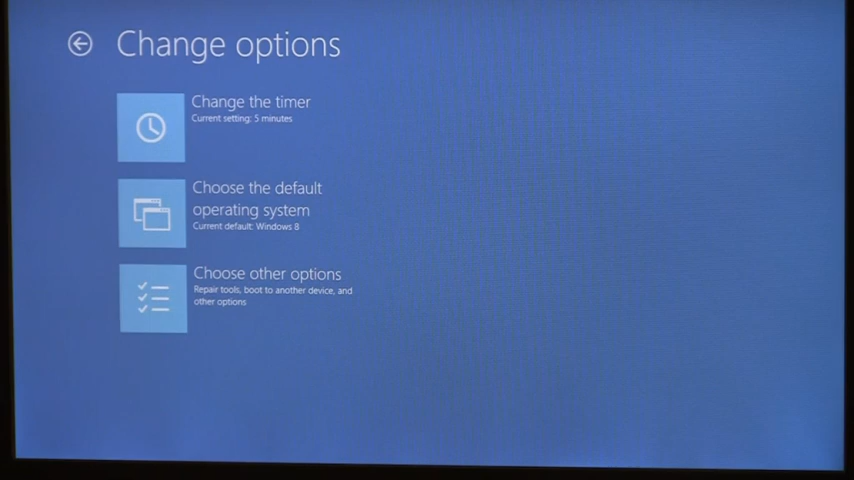 Change options
Change the timer
Current setting: 5 minutes
Choose the default
operating system
Current default: Windows 8
Choose other options
Repair tools, boot to another device, and
other options